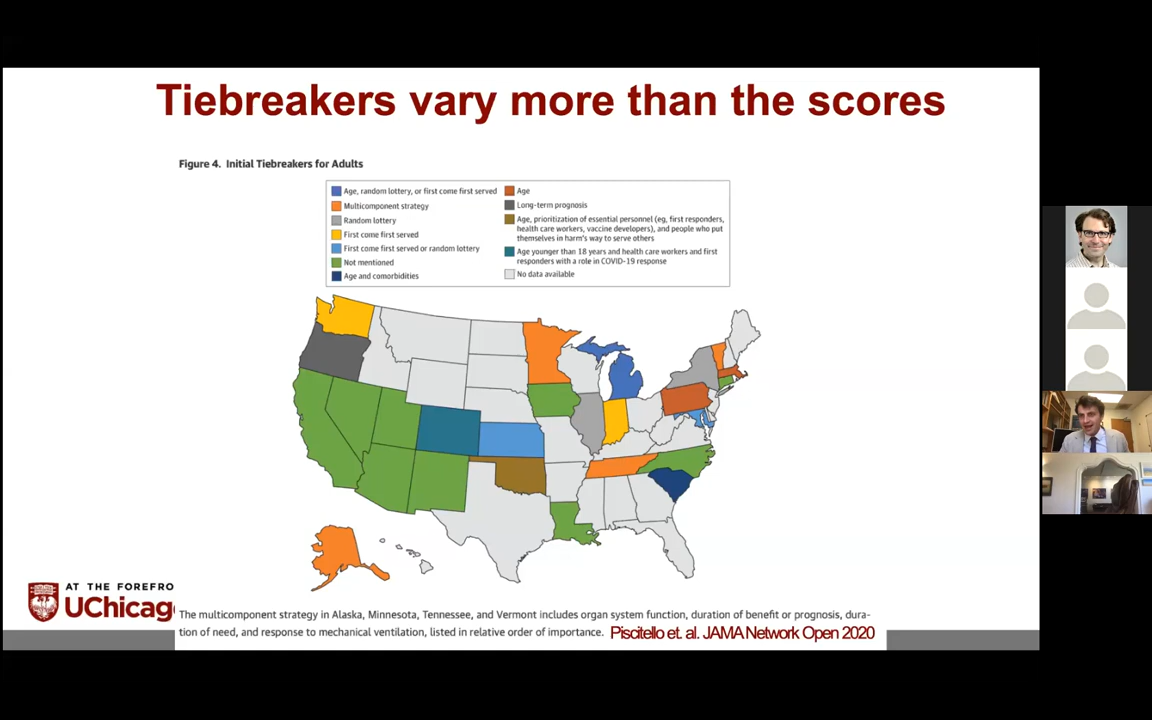 Tiebreakers vary more than the scores
Figure 4. Initial Tiebreakers for Adults
Age, random lottery, or first come first served
Multicomponent strategy
Random lottery
First come first served
First come first served or random lottery
Not mentioned
Age and comorbidities
Age
Long-term prognosis
Age, prioritization of essential personnel (eg, first responders,
health care workers, vaccine developers), and people who put
themselves in harm's way to serve others
Age younger than 18 years and health care workers and first
responders with a role in COVID-19 response
No data available
AT THE FOREFRO
UChicag
The multicomponent strategy in Alaska, Minnesota, Tennessee, and Vermont includes organ system function, duration of benefit or prognosis, dura-
tion of need, and response to mechanical ventilation, listed in relative order of importance.
Piscitello et. al. JAMA Network Open 2020